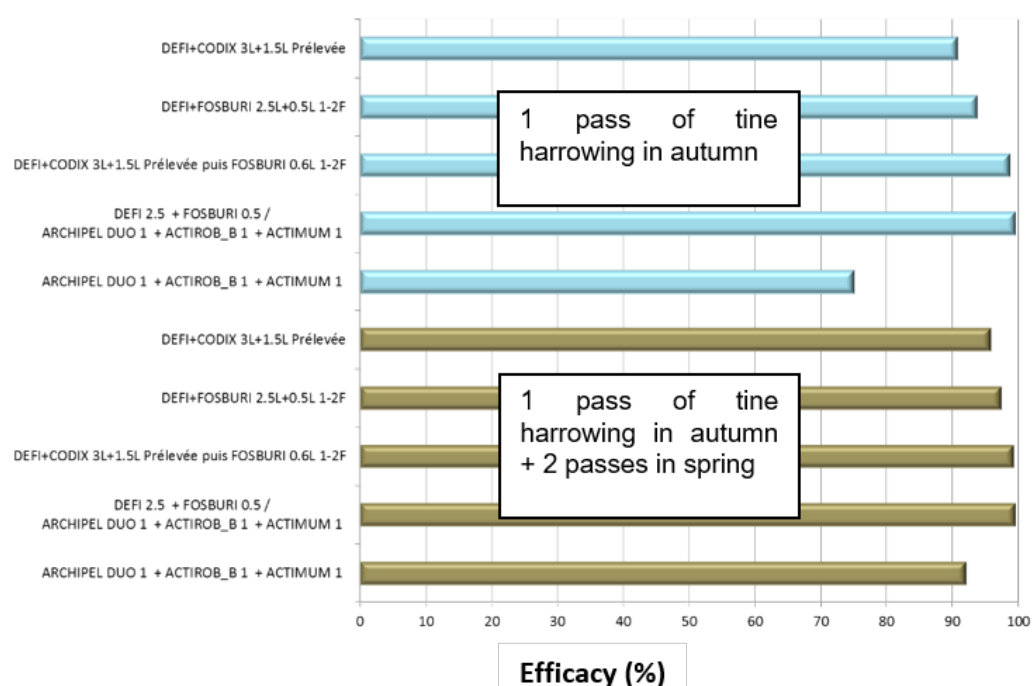 DEFI+CODIX 3L+1.5L Prélevée
DEFI+FOSBURI 2.5L+0.5L 1-2F
DEFI+CODIX 3L+1.5L Prélevée puis FOSBURI 0.6L 1-2F
DEFI 2.5 + FOSBURI 0.5 /
ARCHIPEL DUO 1 + ACTIROB_B 1 + ACTIMUM 1
ARCHIPEL DUO 1 + ACTIROB_B 1 + ACTIMUM 1
1 pass of tine
harrowing in autumn
DEFI+CODIX 3L+1.5L Prélevée
DEFI+FOSBURI 2.5L+0.5L 1-2F
DEFI+CODIX 3L+1.5L Prélevée puis FOSBURI 0.6L 1-2F
DEFI 2.5 + FOSBURI 0.5 /
ARCHIPEL DUO 1 + ACTIROB_B 1 + ACTIMUM 1
ARCHIPEL DUO 1 + ACTIROB_B 1 + ACTIMUM 1
1 pass of tine
harrowing in autumn
+ 2 passes in spring
0 10 20 30 40 50 60 70 80 90 100
Efficacy (%)